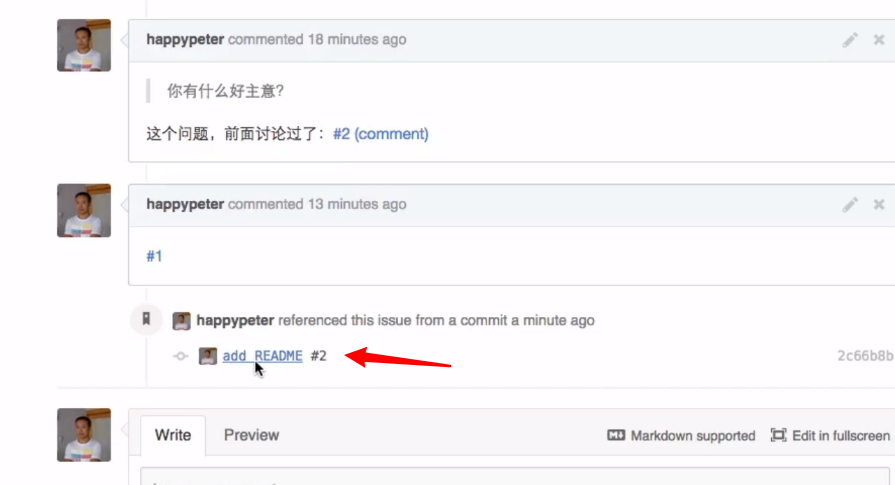 happypeter commented 18 minutes ago
你有什么好主意?
这个问题，前面讨论过了：#2 (comment)
happypeter commented 13 minutes ago
#1
happypeter referenced this issue from a commit a minute ago
add README #2 2c66b8b
Write Preview Markdown supported Edit in fullscreen